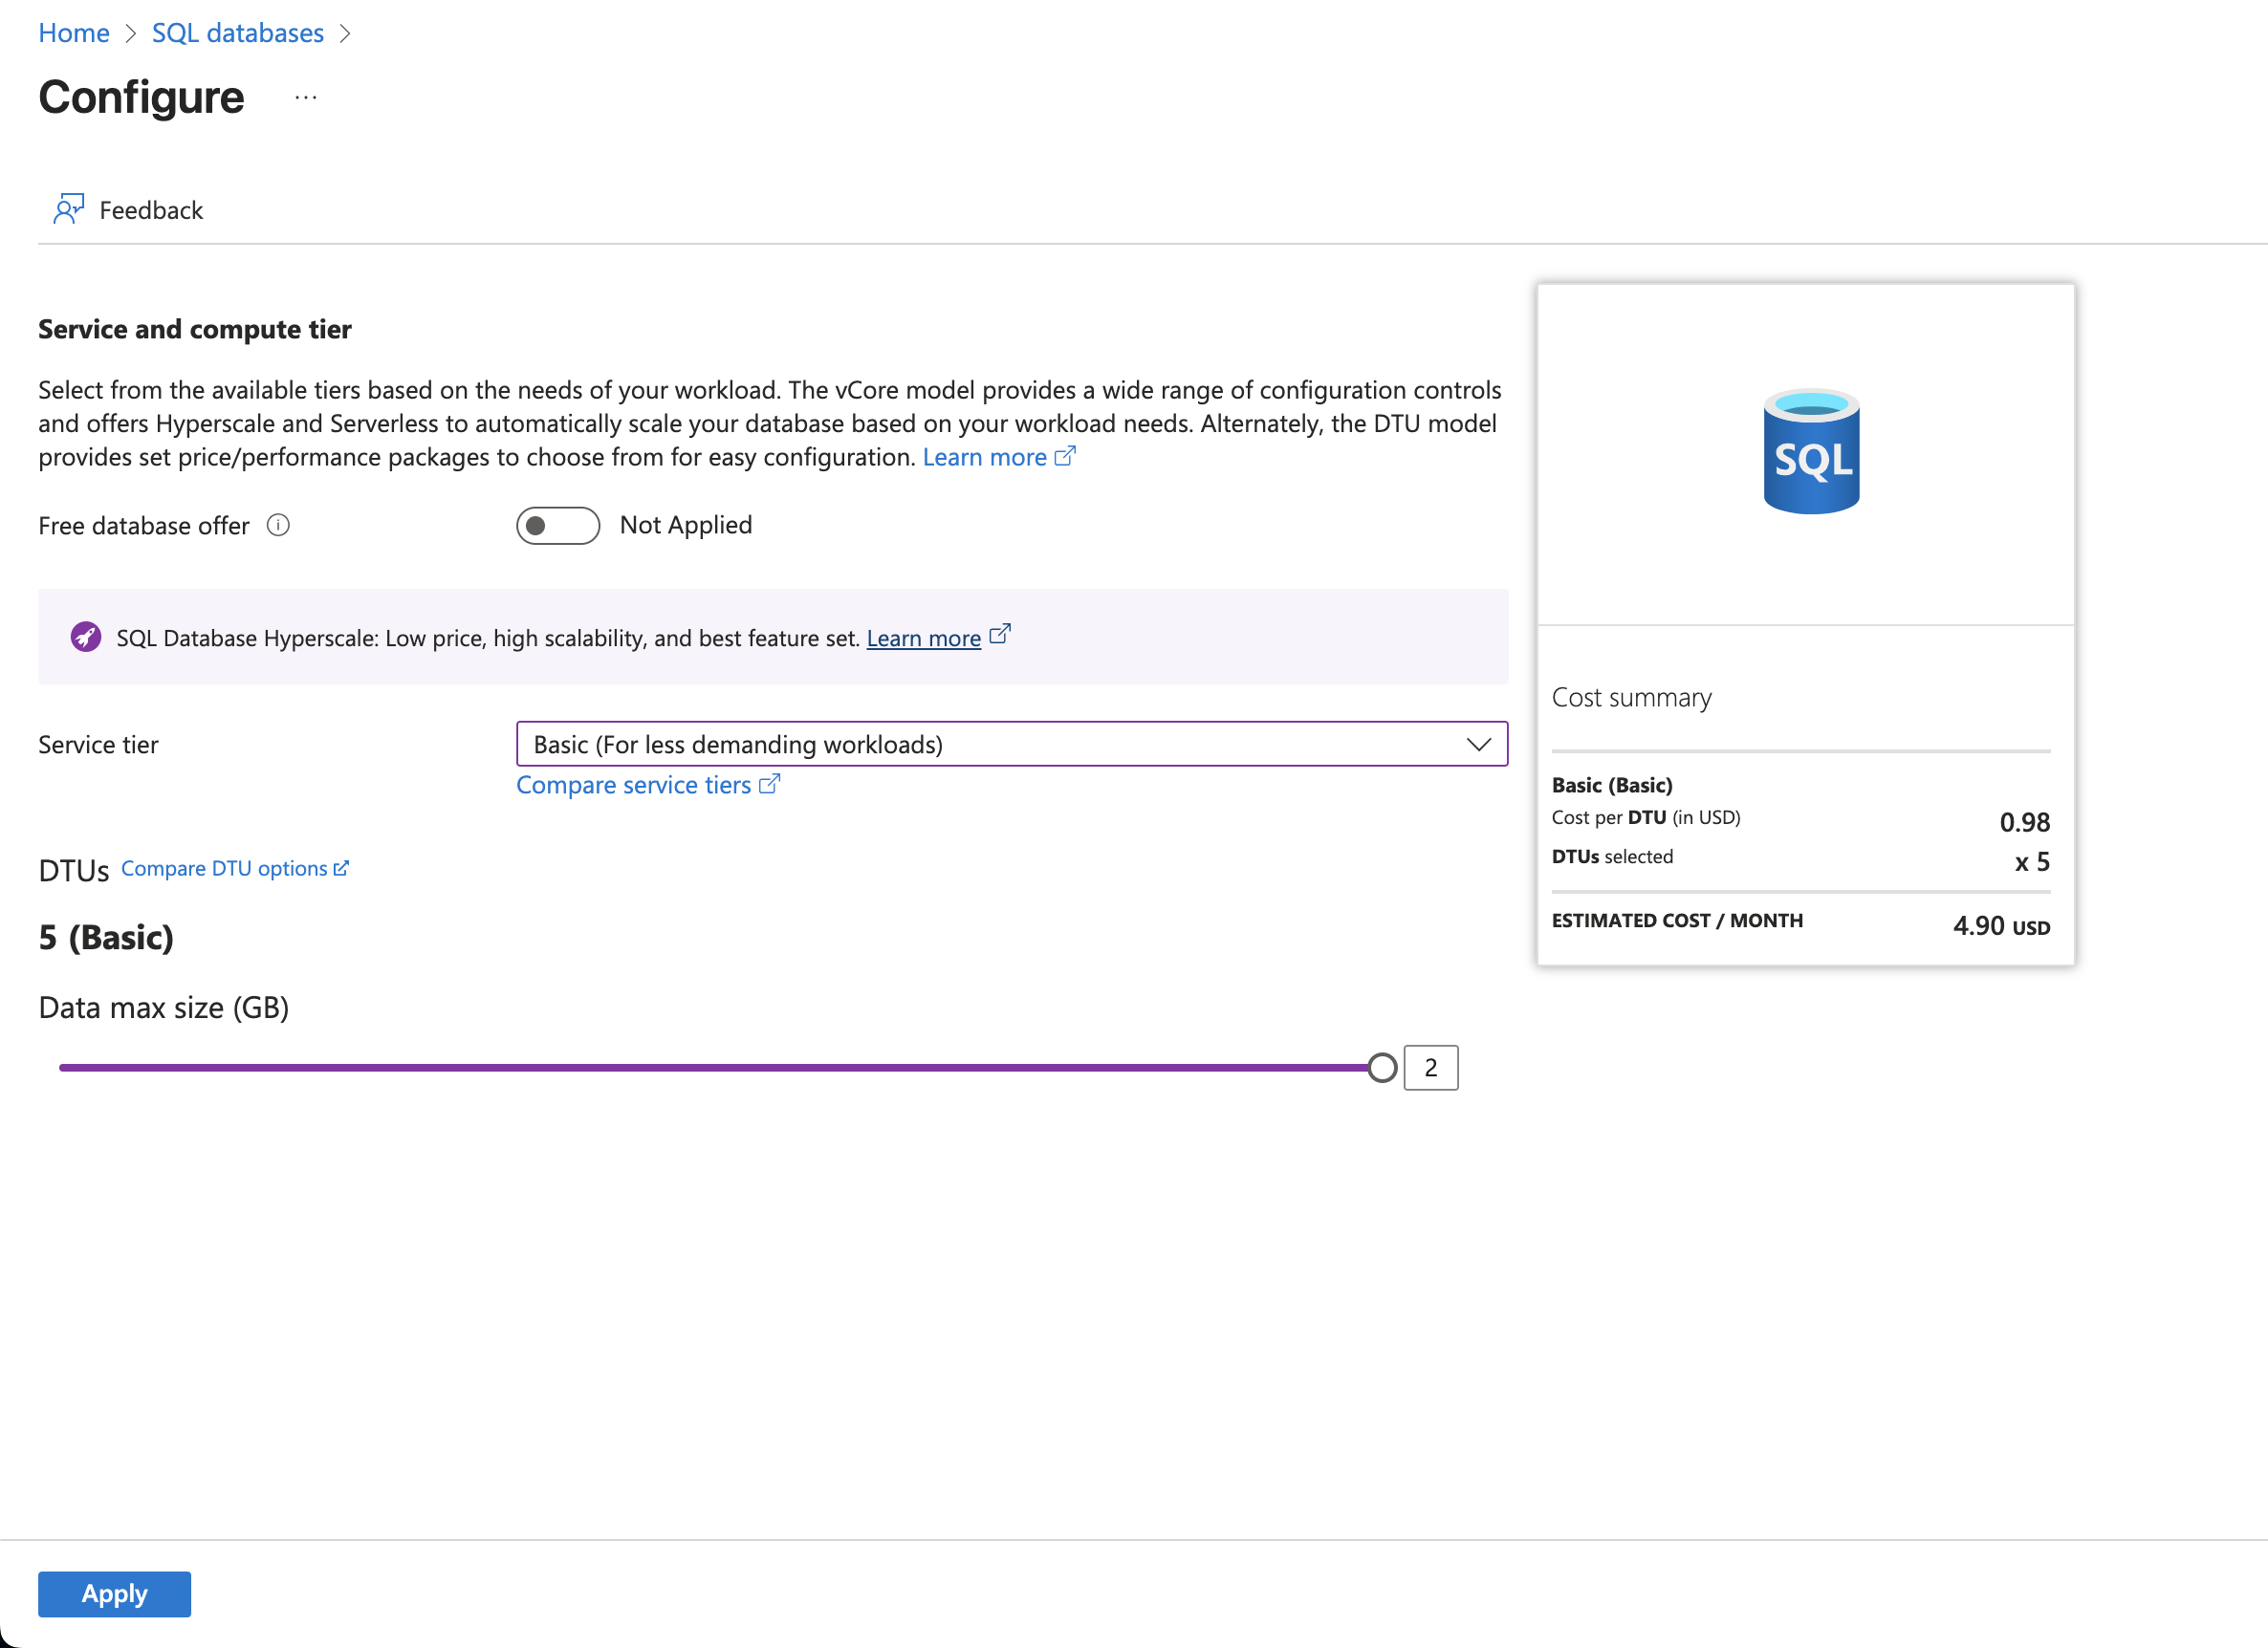 Home > SQL databases >
Configure ...
Feedback
Service and compute tier
Select from the available tiers based on the needs of your workload. The vCore model provides a wide range of configuration controls
and offers Hyperscale and Serverless to automatically scale your database based on your workload needs. Alternately, the DTU model
provides set price/performance packages to choose from for easy configuration. Learn more
Free database offer
Not Applied
SQL Database Hyperscale: Low price, high scalability, and best feature set. Learn more
Service tier
Basic (For less demanding workloads)
Compare service tiers
DTUs Compare DTU options
5 (Basic)
Data max size (GB)
2
SQL
Cost summary
Basic (Basic)
Cost per DTU (in USD) 0.98
DTUs selected x 5
ESTIMATED COST / MONTH 4.90 USD
Apply